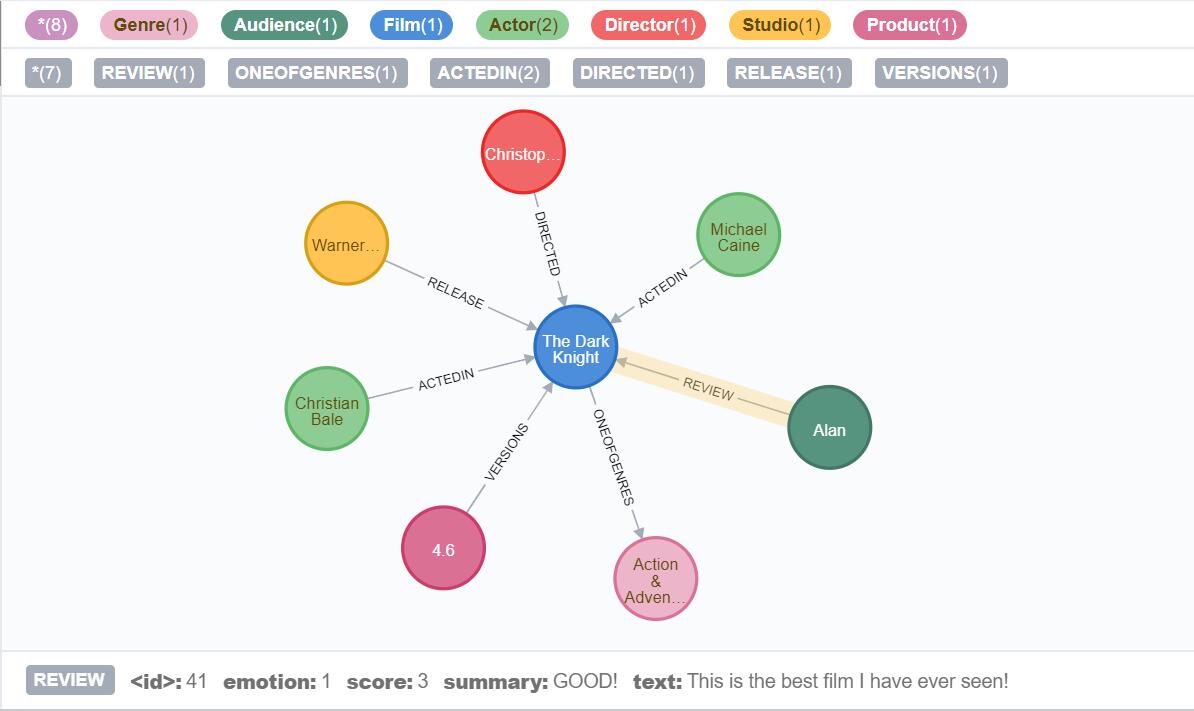 *(8) Genre(1) Audience(1) Film(1) Actor(2) Director(1) Studio(1) Product(1)
*(7) REVIEW(1) ONEOFGENRES(1) ACTEDIN(2) DIRECTED(1) RELEASE(1) VERSIONS(1)
Christop...
DIRECTED
Michael
Caine
ACTEDIN
Warner...
RELEASE
The Dark
Knight
Christian
Bale
ACTEDIN
REVIEW
Alan
VERSIONS
ONEOFGENRES
4.6
Action
&
Adven...
REVIEW <id>: 41 emotion: 1 score: 3 summary: GOOD! text: This is the best film I have ever seen!